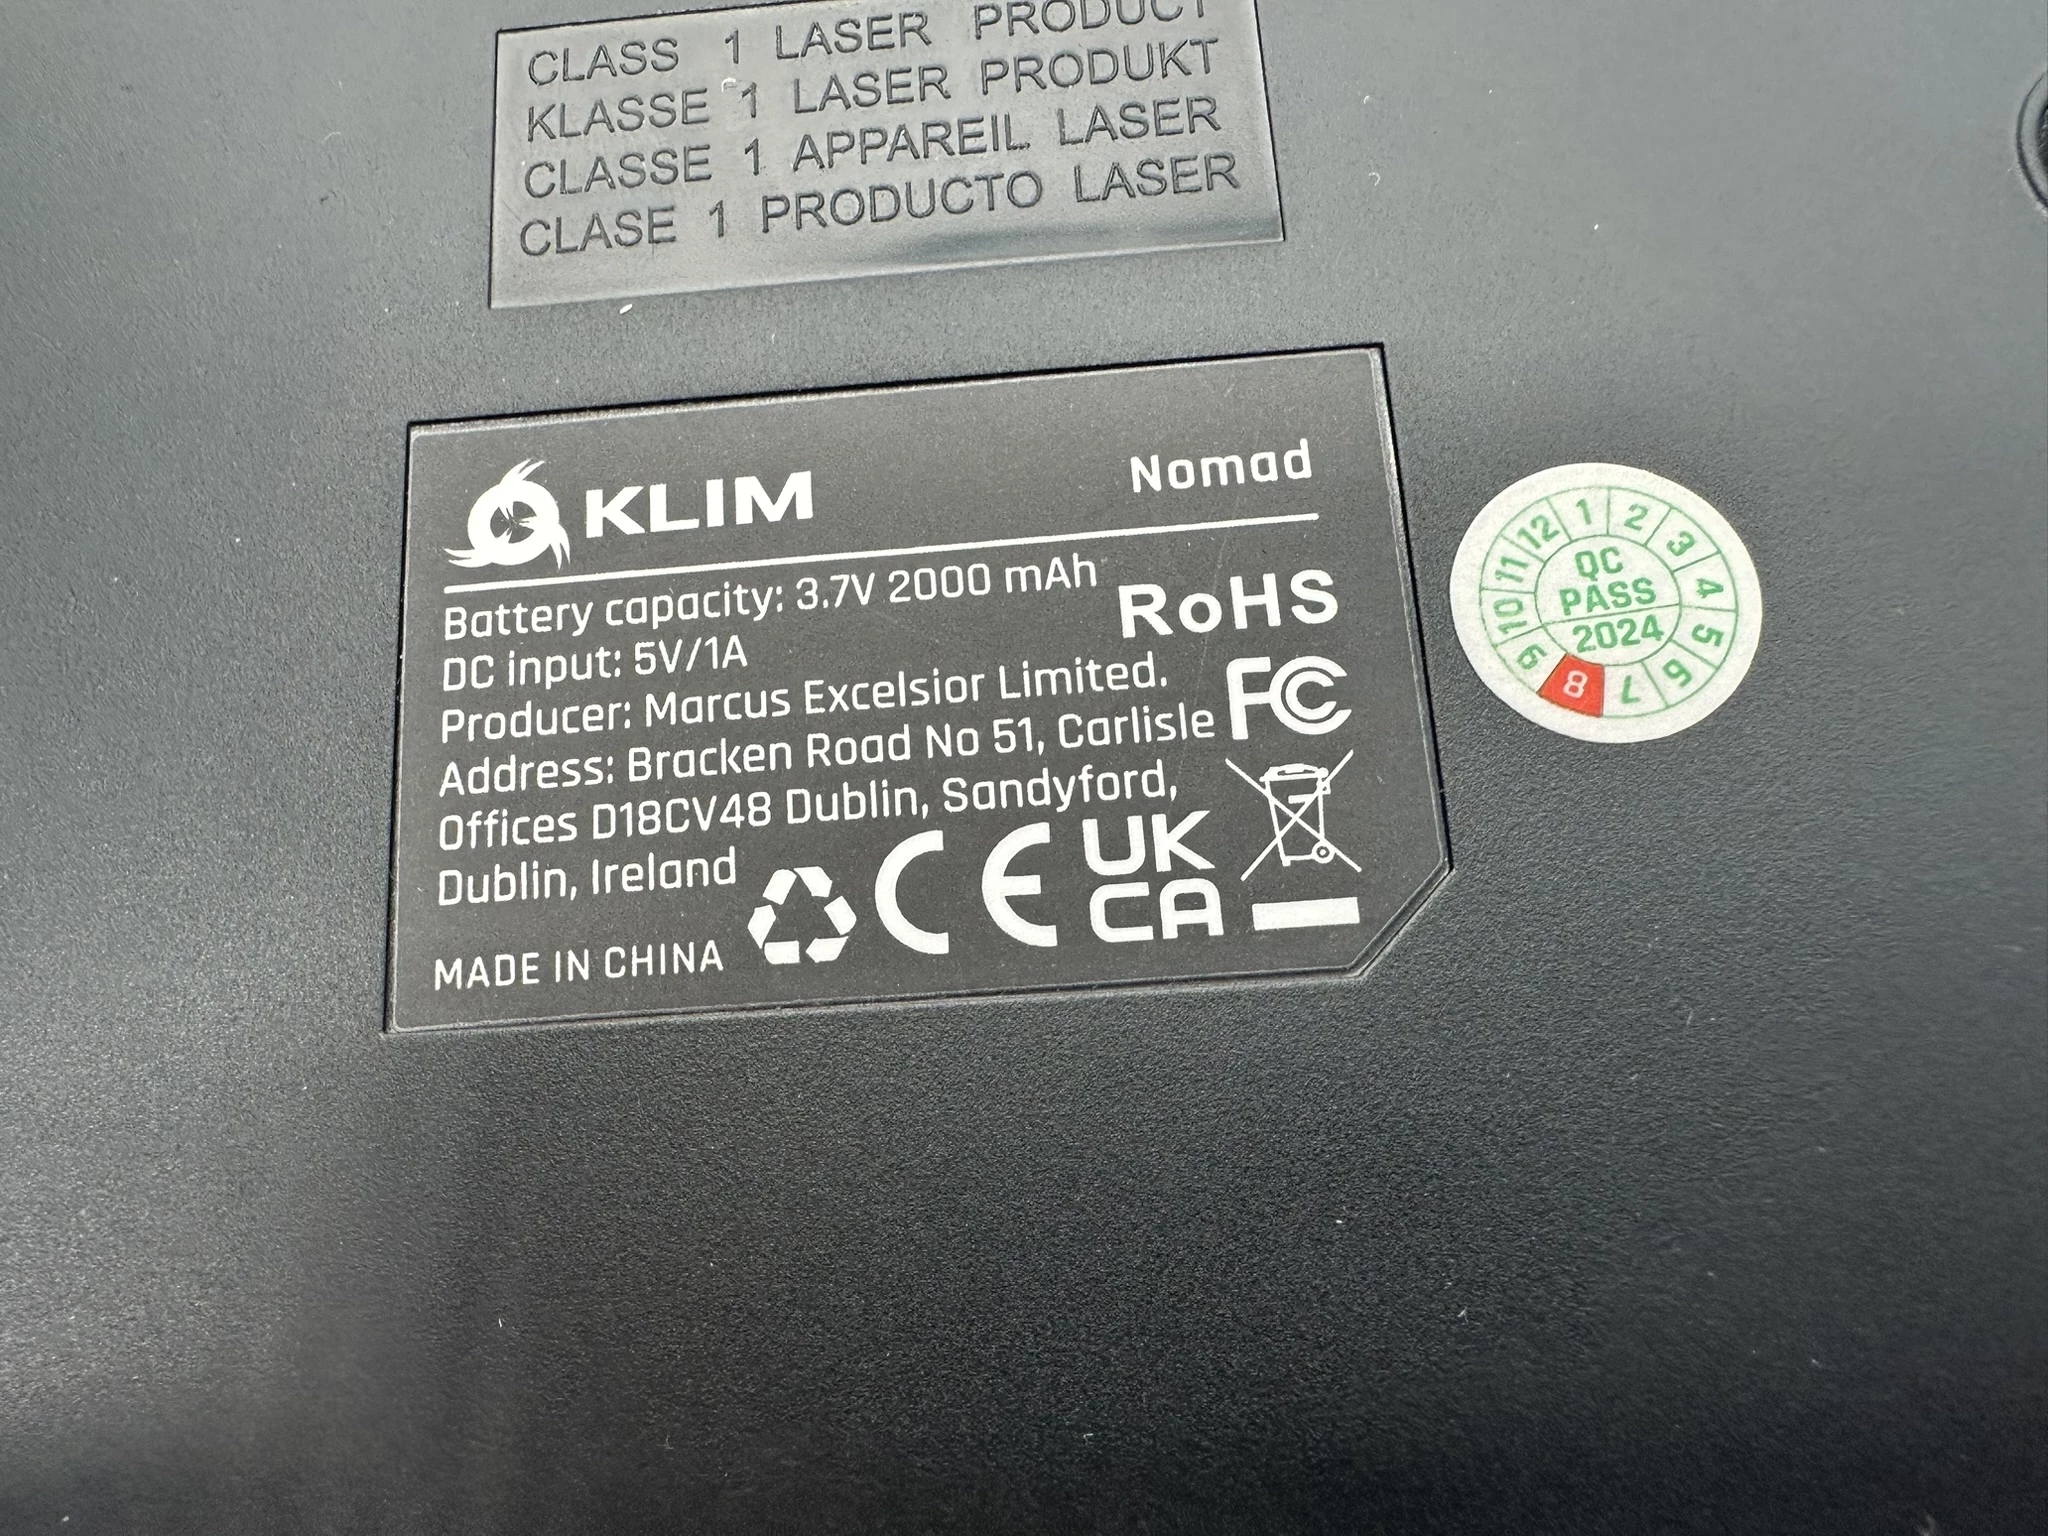 CLASS 1 LASER PRODUCT
KLASSE 1 LASER PRODUKT
CLASSE 1 APPAREIL LASER
CLASE 1 PRODUCTO LASER
KLIM Nomad
Battery capacity: 3.7V 2000 mAh
RoHS
DC input: 5V/1A
Producer: Marcus Excelsior Limited.
FC
Address: Bracken Road No 51, Carlisle
Offices D18CV48 Dublin, Sandyford,
Dublin, Ireland
CE
UK
CA
MADE IN CHINA
1 2 3 4 5 6 7 8 9 10 11 12
QC
PASS
2024